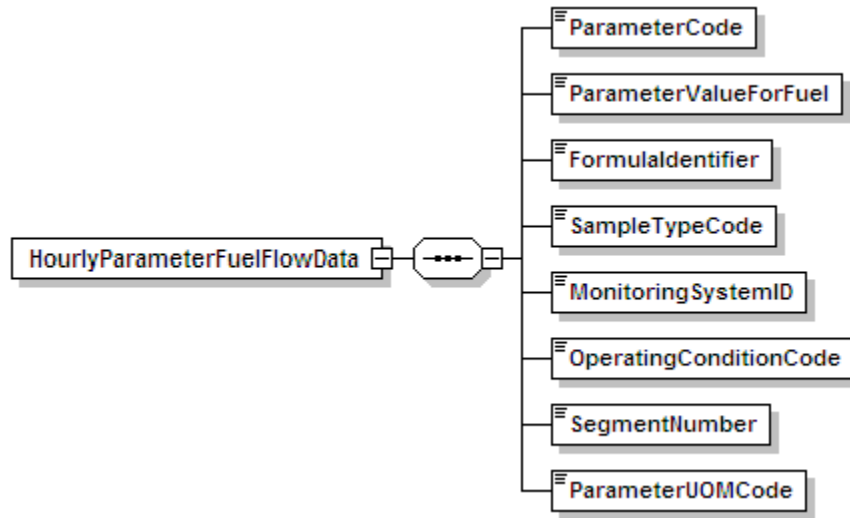 ParameterCode
ParameterValueForFuel
FormulaIdentifier
SampleTypeCode
HourlyParameterFuelFlowData
MonitoringSystemID
OperatingConditionCode
SegmentNumber
ParameterUOMCode